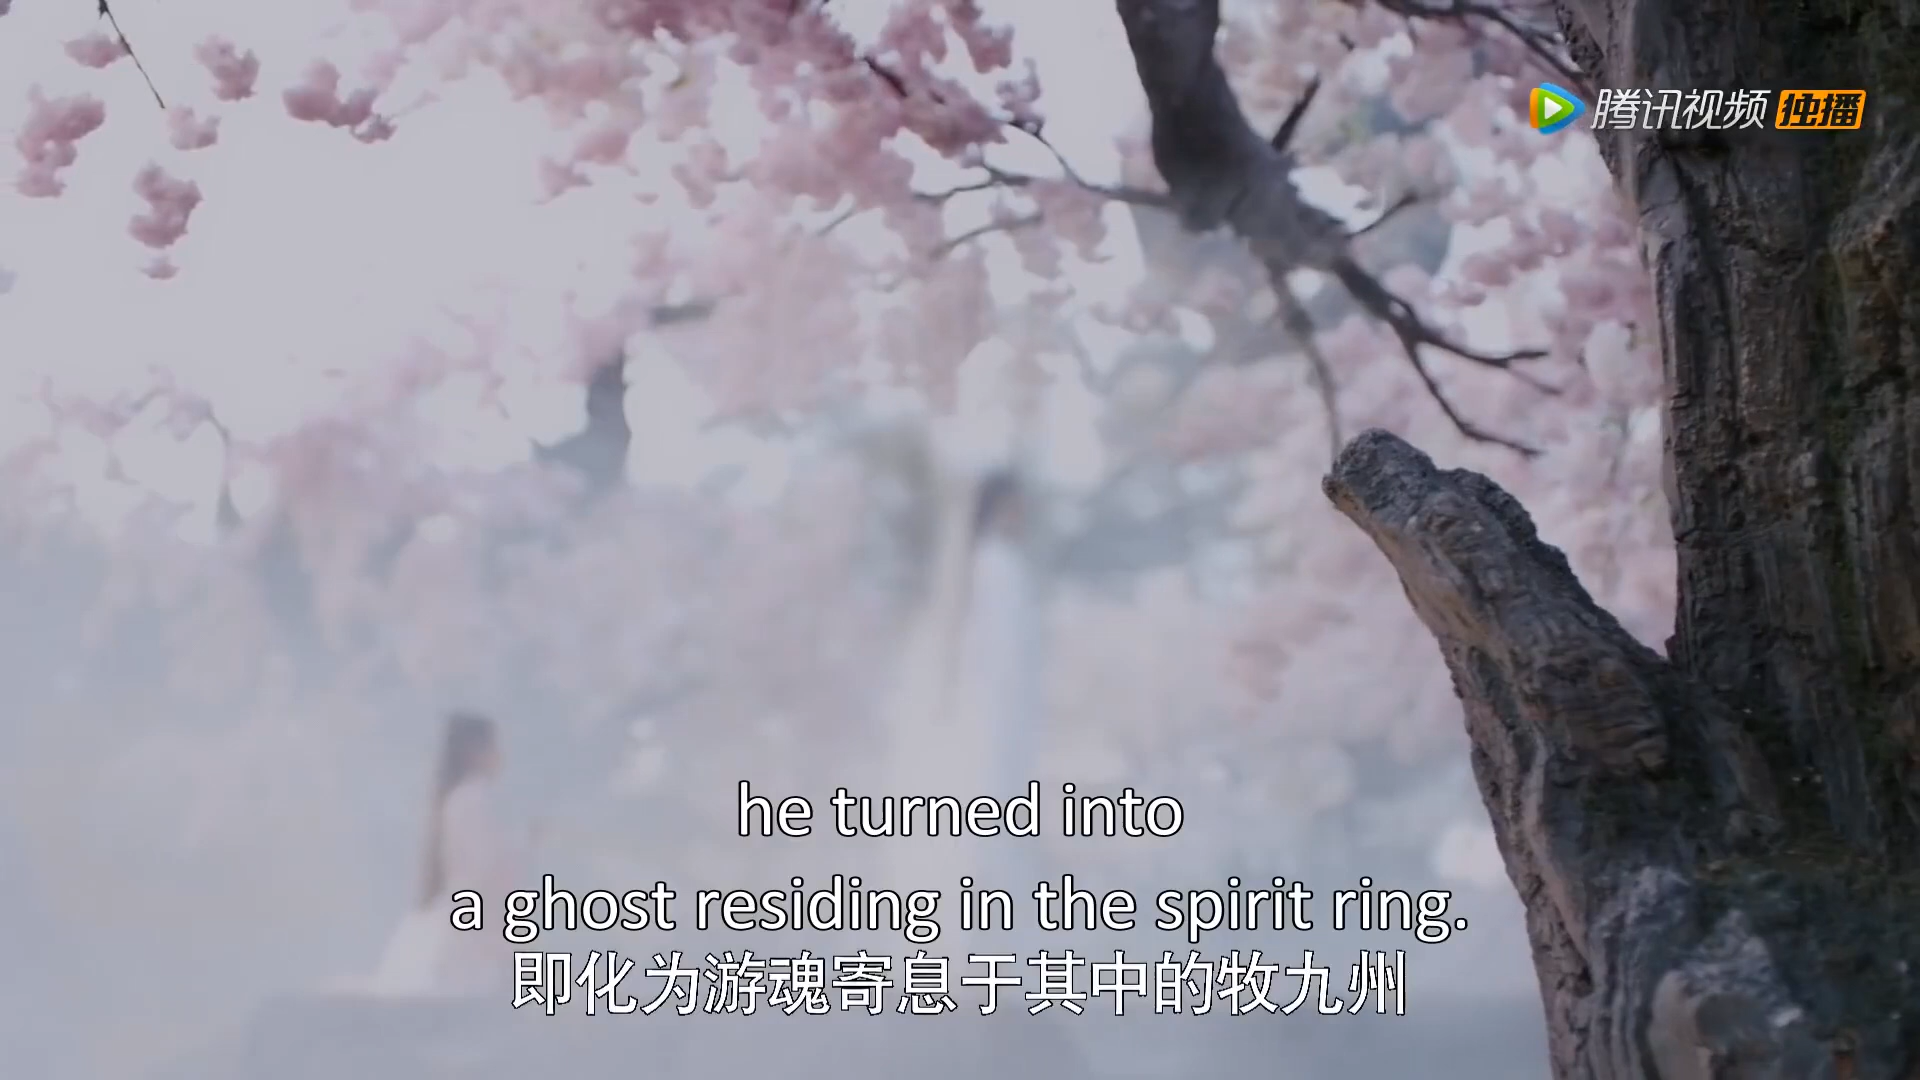 腾讯视频 独播
he turned into
a ghost residing in the spirit ring.
即化为游魂寄息于其中的牧九州